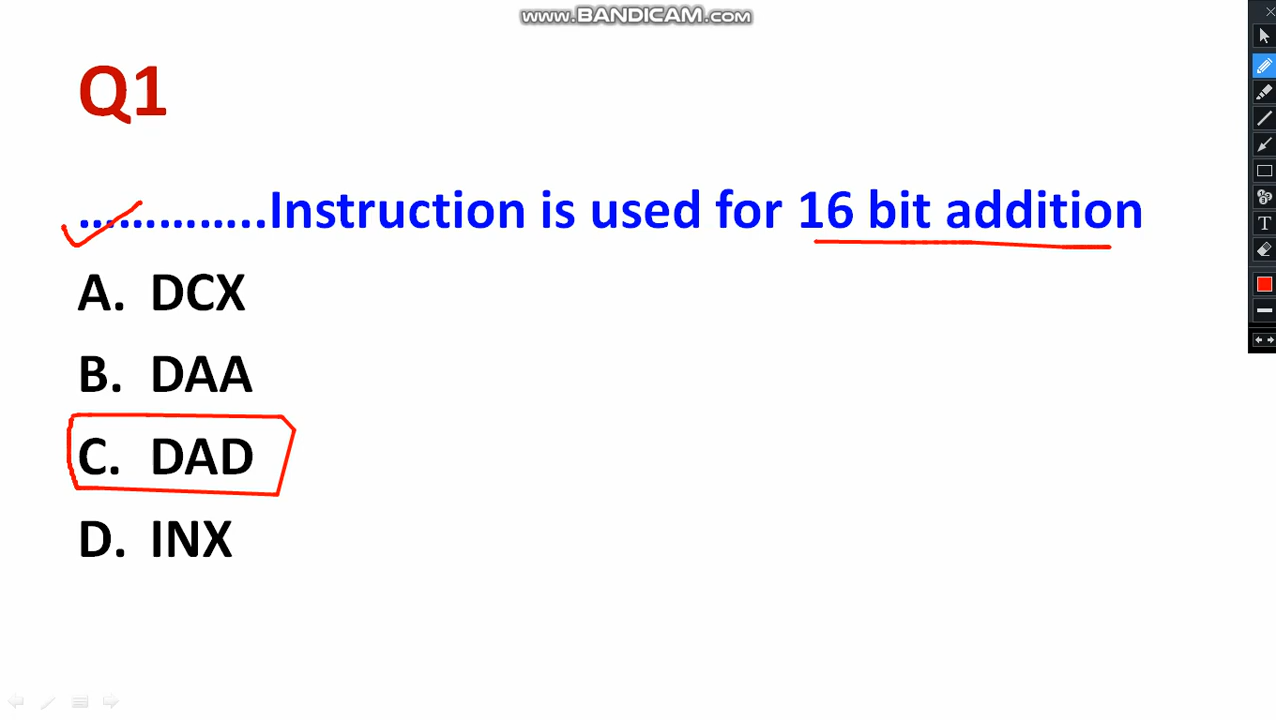 www.BANDICAM.com
Q1
…………..Instruction is used for 16 bit addition
A. DCX
B. DAA
C. DAD
D. INX
T